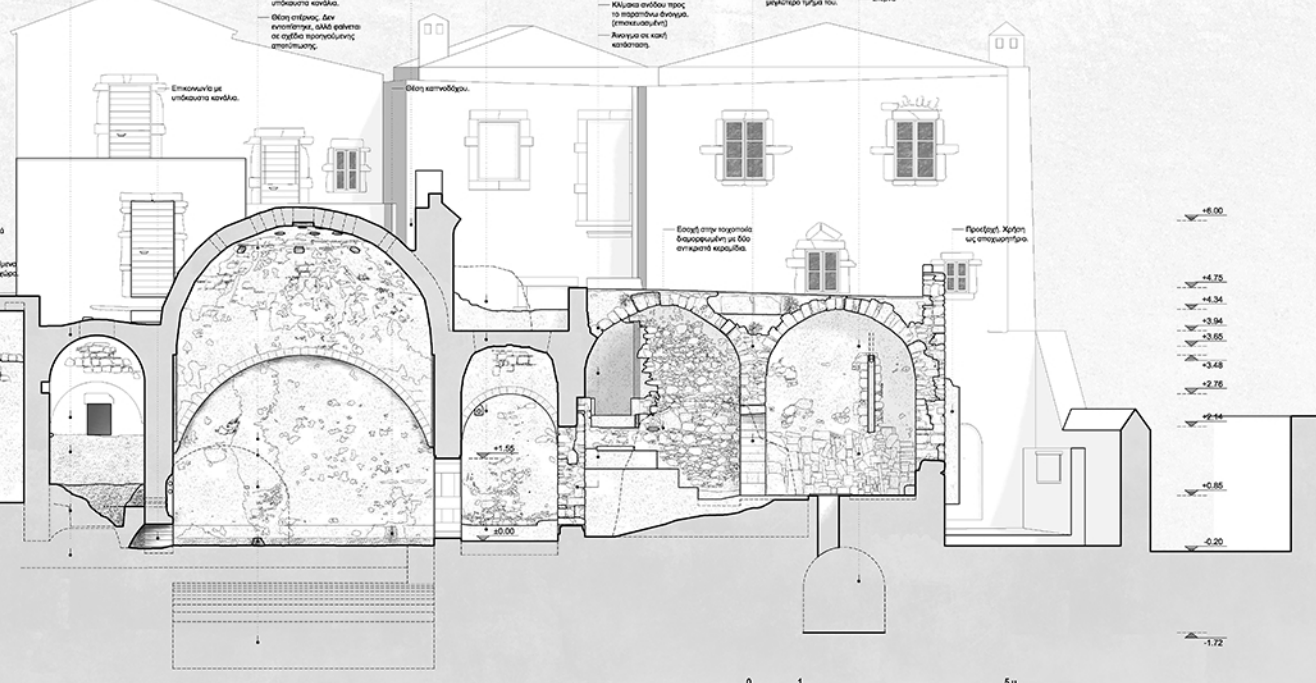 υπόκαυστα κανάλια.
Θέση στέρνας. Δεν
εντοπίστηκε, αλλά φαίνεται
σε σχέδια προηγούμενης
αποτύπωσης.
Κλίμακα ανόδου προς
το παραπάνω άνοιγμα.
(επισκευασμένη)
Άνοιγμα σε κακή
κατάσταση.
μεγλύτερο τμήμα του.
Επικοινωνία με
υπόκαυστα κανάλια.
Θέση καπνοδόχου.
Εσοχή στην τοιχοποιία
διαμορφωμένη με δύο
αντικριστά κεραμίδια.
Προεξοχή. Χρήση
ως αποχωρητήριο.
+6.00
+4.75
+4.34
+3.94
+3.65
+3.48
+2.76
+2.14
+1.55
+0.85
±0.00
-0.20
-1.72
0 1 5μ